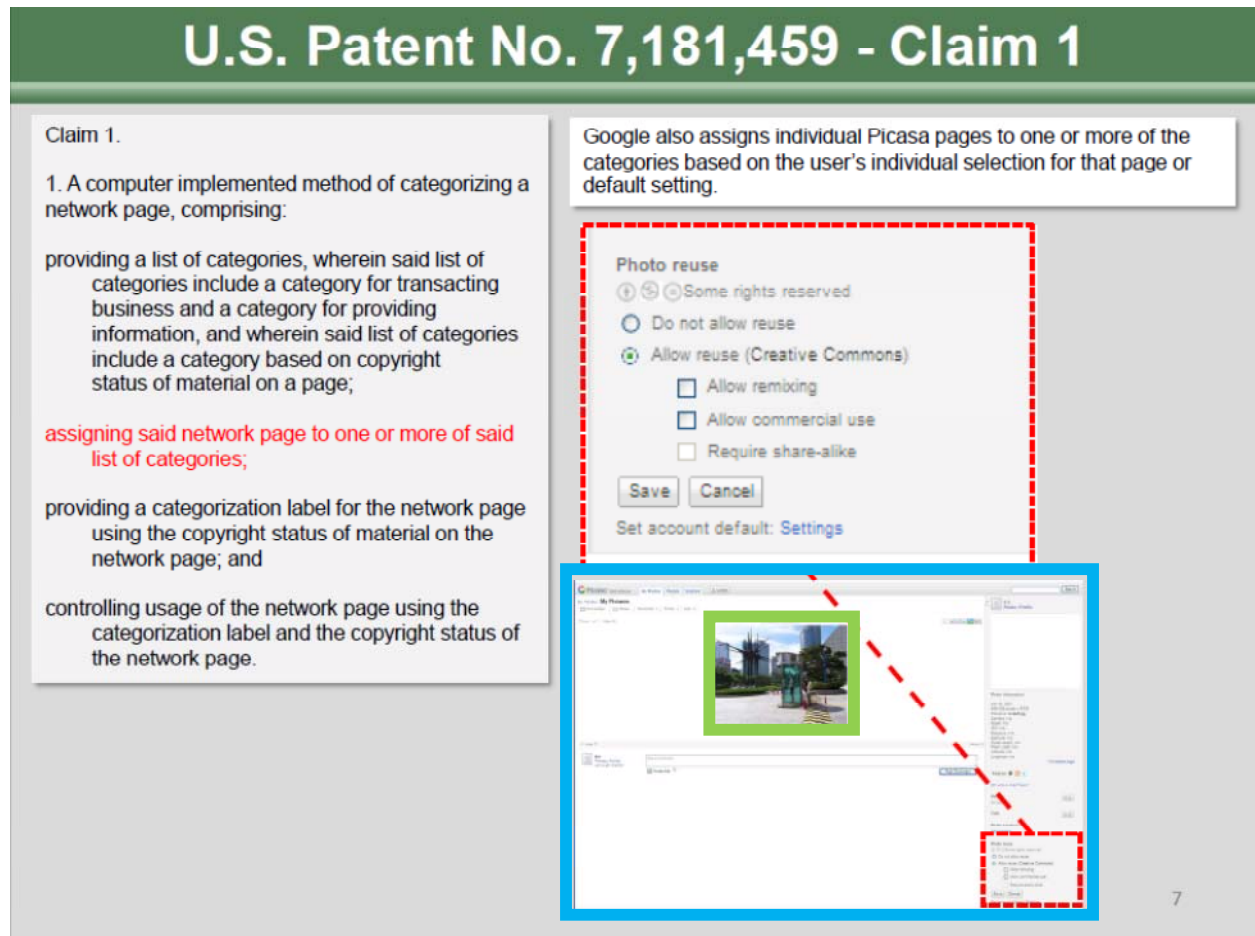 U.S. Patent No. 7,181,459 - Claim 1
Claim 1.
1. A computer implemented method of categorizing a
network page, comprising:
providing a list of categories, wherein said list of
categories include a category for transacting
business and a category for providing
information, and wherein said list of categories
include a category based on copyright
status of material on a page;
assigning said network page to one or more of said
list of categories;
providing a categorization label for the network page
using the copyright status of material on the
network page; and
controlling usage of the network page using the
categorization label and the copyright status of
the network page.
Google also assigns individual Picasa pages to one or more of the
categories based on the user's individual selection for that page or
default setting.
Photo reuse
Some rights reserved
Do not allow reuse
Allow reuse (Creative Commons)
Allow remixing
Allow commercial use
Require share-alike
Save Cancel
Set account default: Settings
7